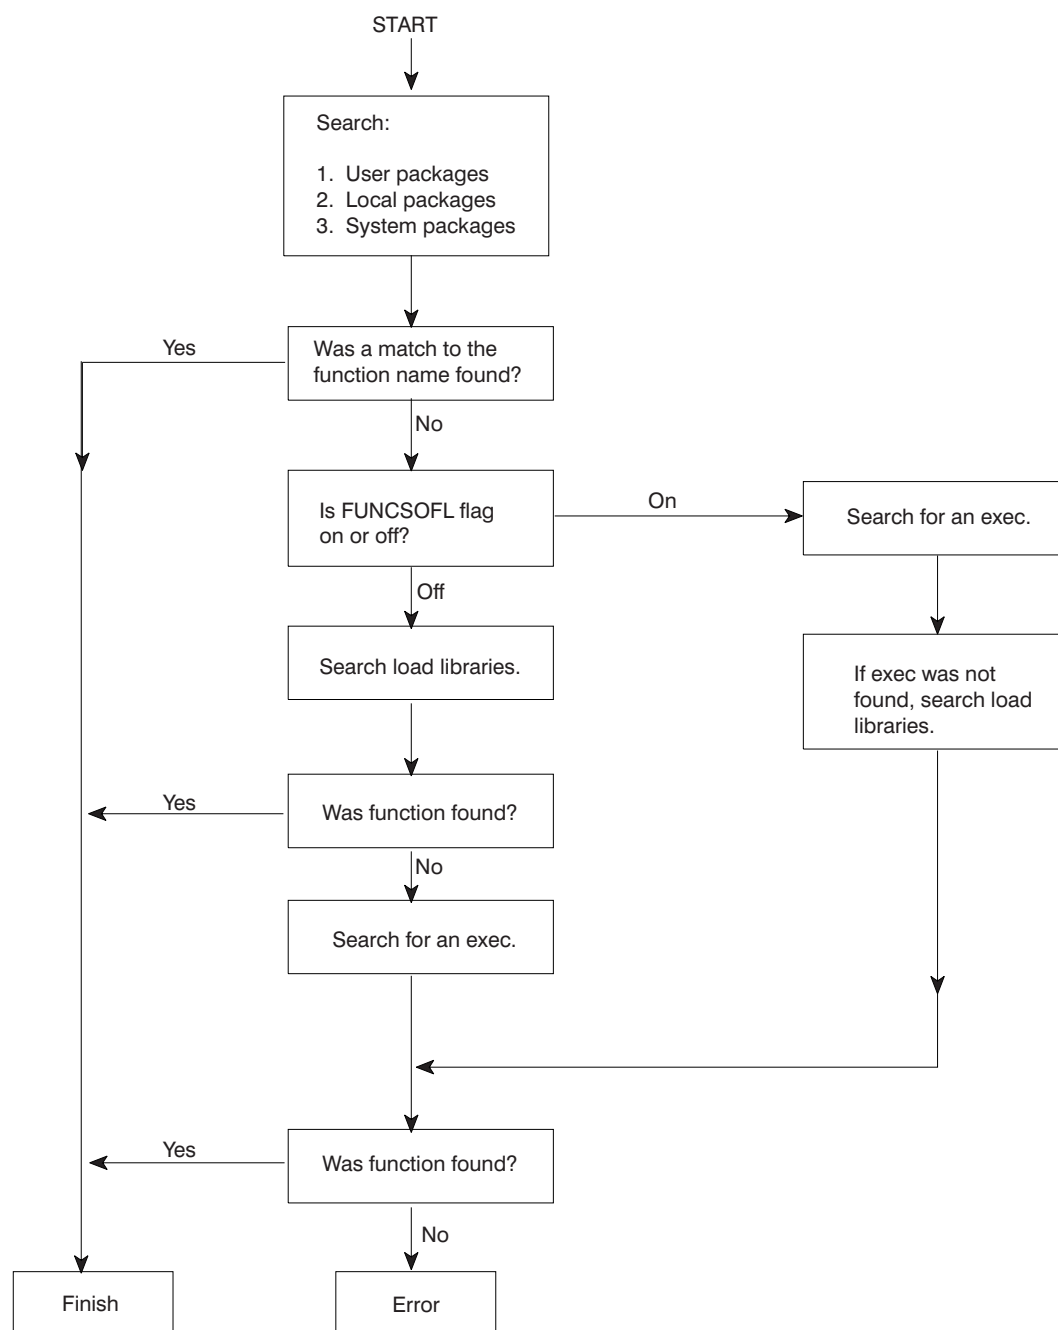 START
Search:
1. User packages
2. Local packages
3. System packages
Yes
Was a match to the
function name found?
No
Is FUNCSOFL flag
on or off?
On
Search for an exec.
Off
Search load libraries.
If exec was not
found, search load
libraries.
Yes
Was function found?
No
Search for an exec.
Yes
Was function found?
No
Finish
Error